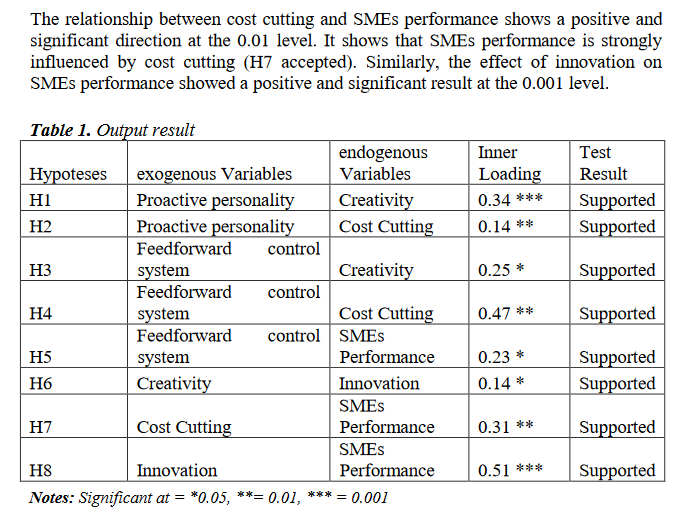 The relationship between cost cutting and SMEs performance shows a positive and
significant direction at the 0.01 level. It shows that SMEs performance is strongly
influenced by cost cutting (H7 accepted). Similarly, the effect of innovation on
SMEs performance showed a positive and significant result at the 0.001 level.
Table 1. Output result
Hypoteses exogenous Variables endogenous Variables Inner Loading Test Result
H1 Proactive personality Creativity 0.34 *** Supported
H2 Proactive personality Cost Cutting 0.14 ** Supported
H3 Feedforward control system Creativity 0.25 * Supported
H4 Feedforward control system Cost Cutting 0.47 ** Supported
H5 Feedforward control system SMEs Performance 0.23 * Supported
H6 Creativity Innovation 0.14 * Supported
H7 Cost Cutting SMEs Performance 0.31 ** Supported
H8 Innovation SMEs Performance 0.51 *** Supported
Notes: Significant at = *0.05, **= 0.01, *** = 0.001